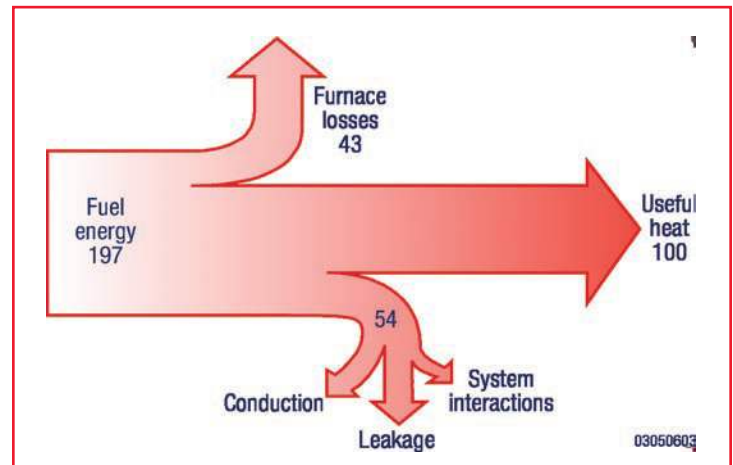 Furnace
losses
43
Fuel
energy
197
Useful
heat
100
54
Conduction
System
interactions
Leakage
03050603